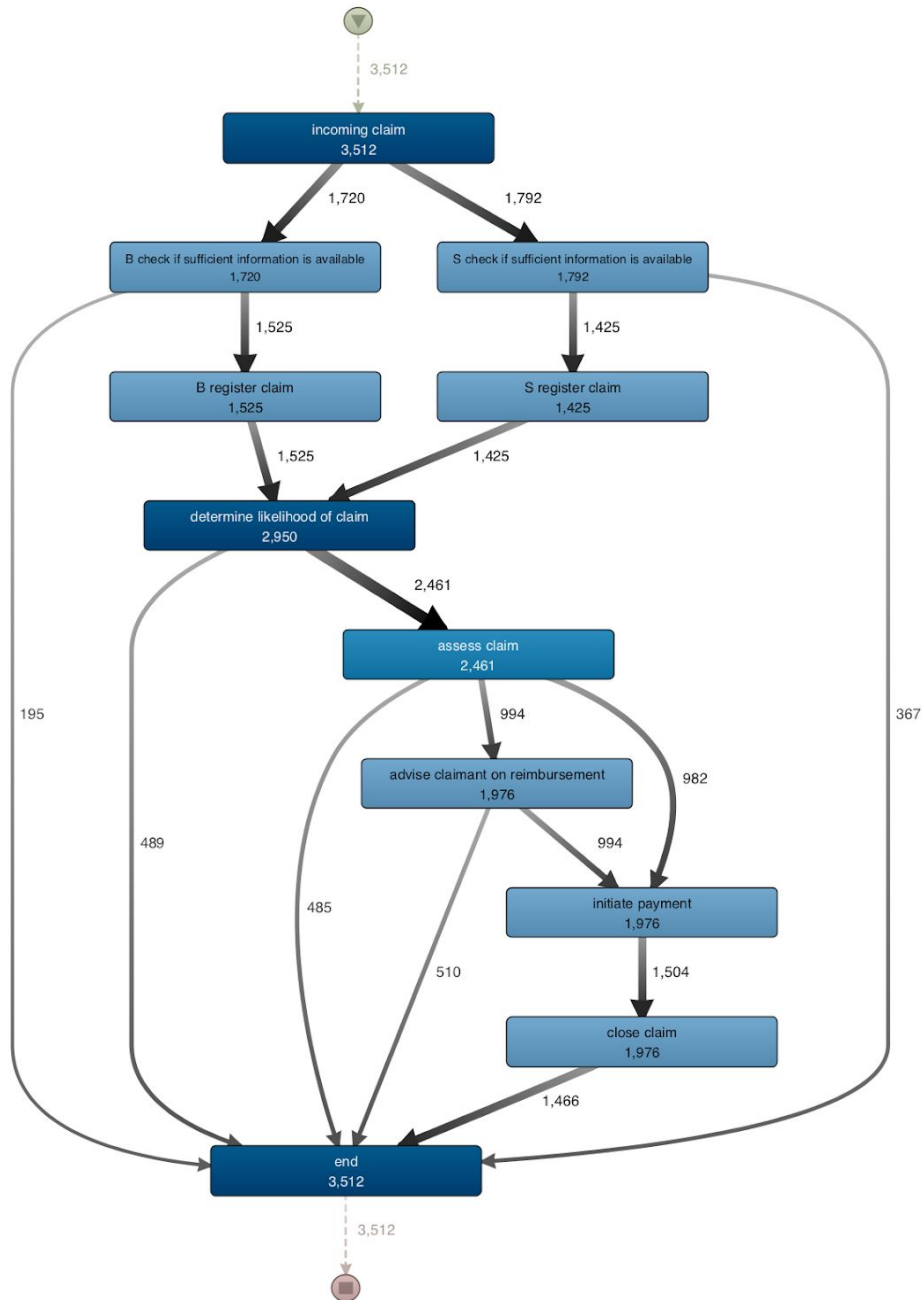 3,512
incoming claim
3,512
1,720
1,792
B check if sufficient information is available
1,720
S check if sufficient information is available
1,792
1,525
1,425
B register claim
1,525
S register claim
1,425
1,525
1,425
determine likelihood of claim
2,950
2,461
assess claim
2,461
195
994
367
advise claimant on reimbursement
1,976
982
489
994
485
initiate payment
1,976
510
1,504
close claim
1,976
1,466
end
3,512
3,512